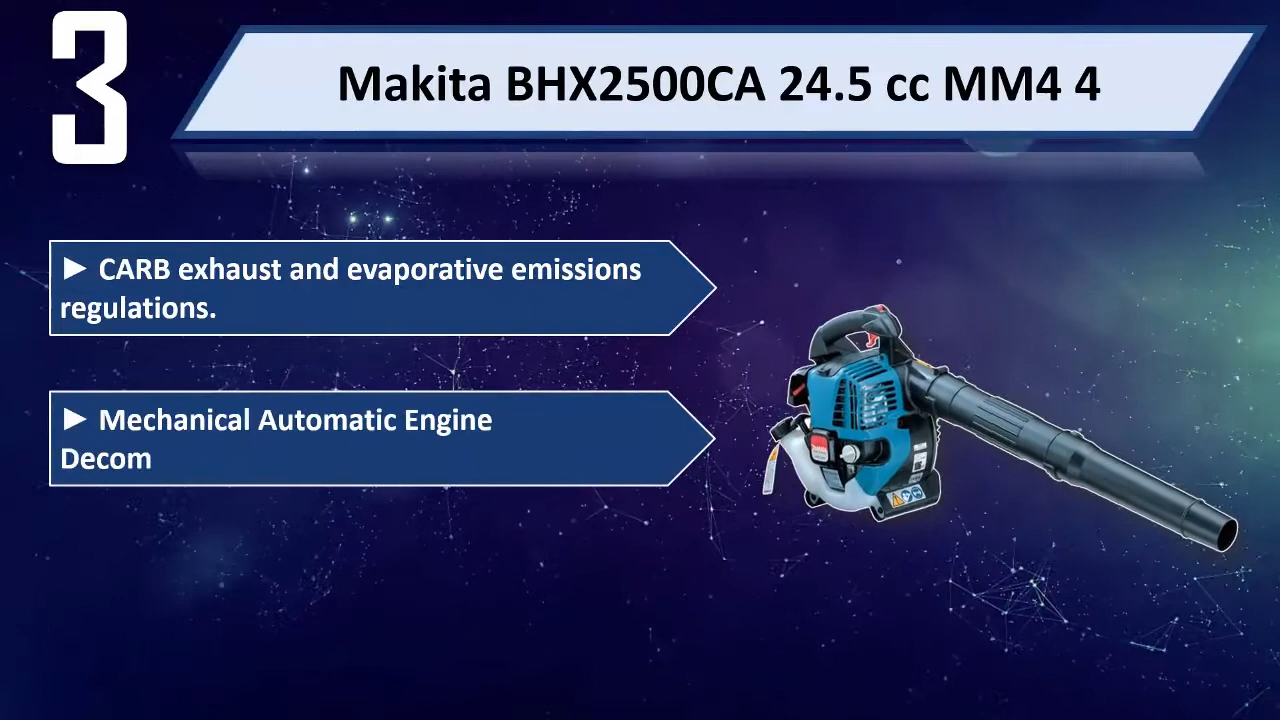 3
Makita BHX2500CA 24.5 cc MM4 4
► CARB exhaust and evaporative emissions
regulations.
► Mechanical Automatic Engine
Decom